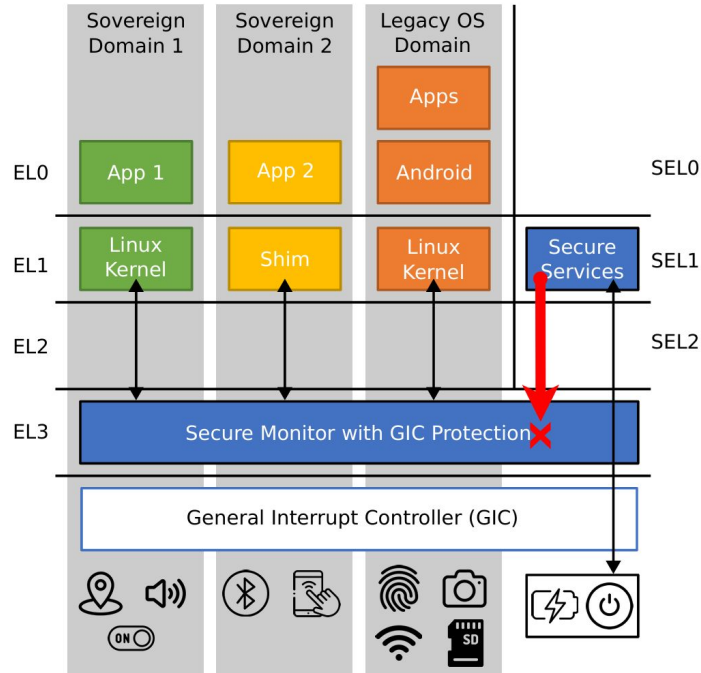 Sovereign
Domain 1
Sovereign
Domain 2
Legacy OS
Domain
Apps
EL0
App 1
App 2
Android
SEL0
EL1
Linux
Kernel
Shim
Linux
Kernel
Secure
Services
SEL1
EL2
SEL2
EL3
Secure Monitor with GIC Protection
General Interrupt Controller (GIC)
ON
SD